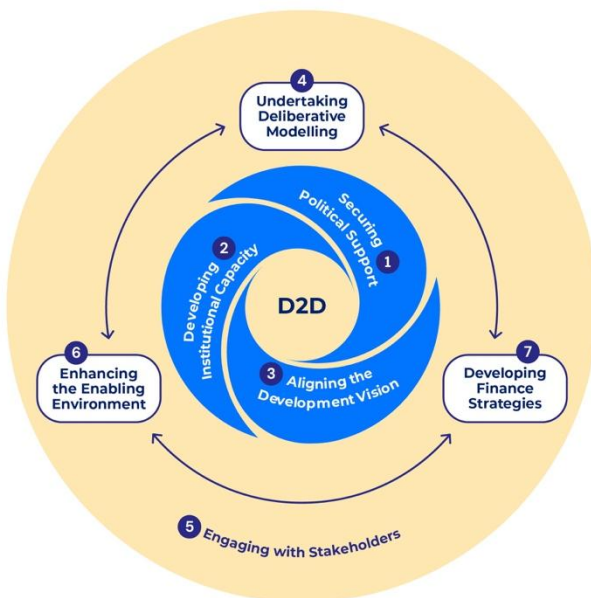 4
Undertaking
Deliberative
Modelling
Securing
Political Support
1
2
Developing
Institutional Capacity
D2D
3
Aligning the
Development Vision
6
Enhancing
the Enabling
Environment
7
Developing
Finance
Strategies
5
Engaging with Stakeholders